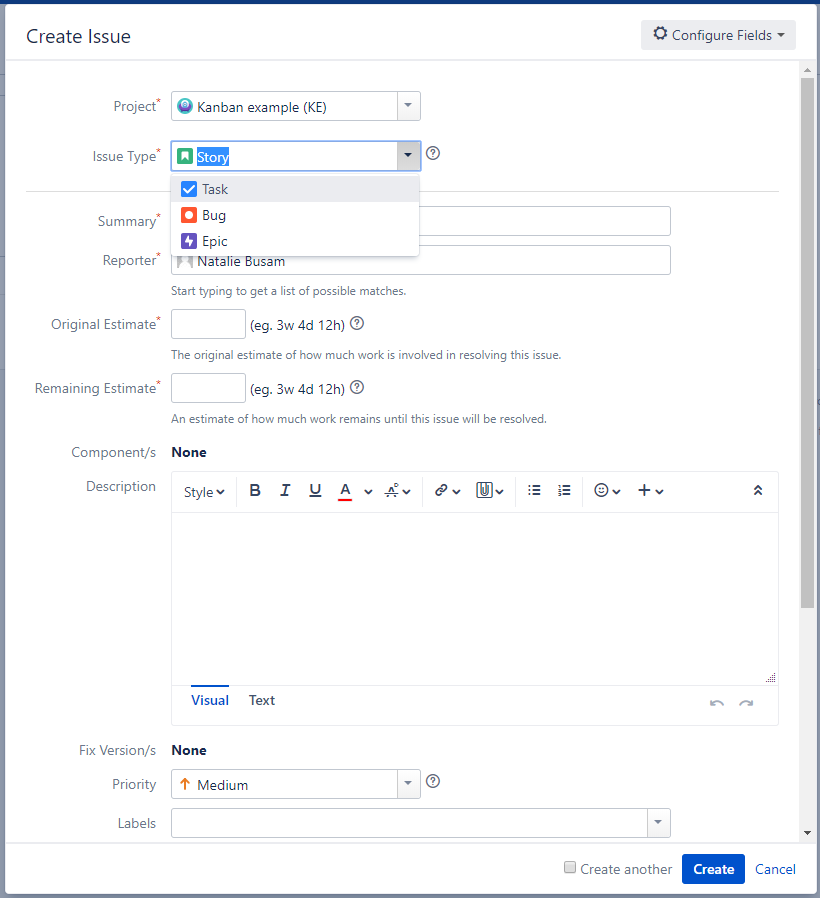 Create Issue
Configure Fields
Project*
Kanban example (KE)
Issue Type*
Story
Task
Bug
Epic
Summary*
Reporter*
Natalie Busam
Start typing to get a list of possible matches.
Original Estimate*
(eg. 3w 4d 12h)
The original estimate of how much work is involved in resolving this issue.
Remaining Estimate*
(eg. 3w 4d 12h)
An estimate of how much work remains until this issue will be resolved.
Component/s
None
Description
Style
B I U A
Visual Text
Fix Version/s
None
Priority
Medium
Labels
Create another
Create
Cancel